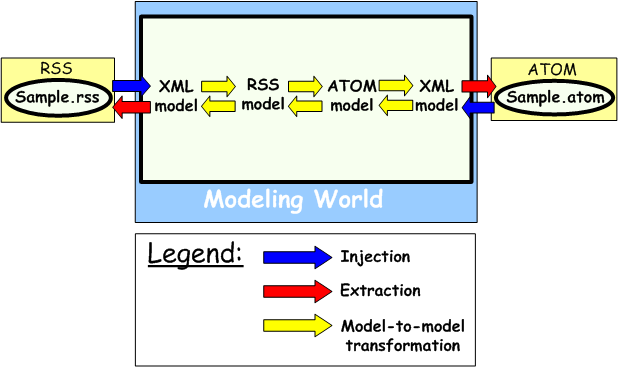 RSS
Sample.rss
XML
model
RSS
model
ATOM
model
XML
model
ATOM
Sample.atom
Modeling World
Legend:
Injection
Extraction
Model-to-model
transformation